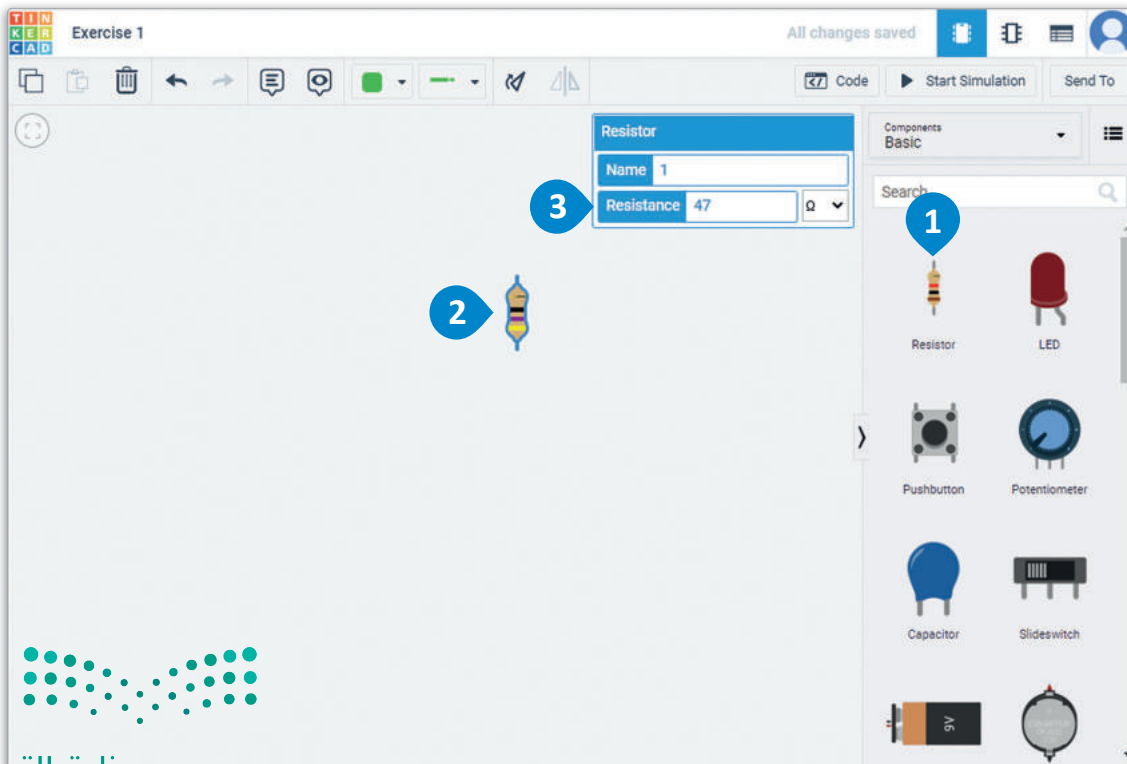 TIN
KER
CAD
Exercise 1
All changes saved
Code
Start Simulation
Send To
Resistor
Name 1
3
Resistance 47 Ω
Components
Basic
Search
1
2
Resistor
LED
Pushbutton
Potentiometer
Capacitor
Slideswitch
9V